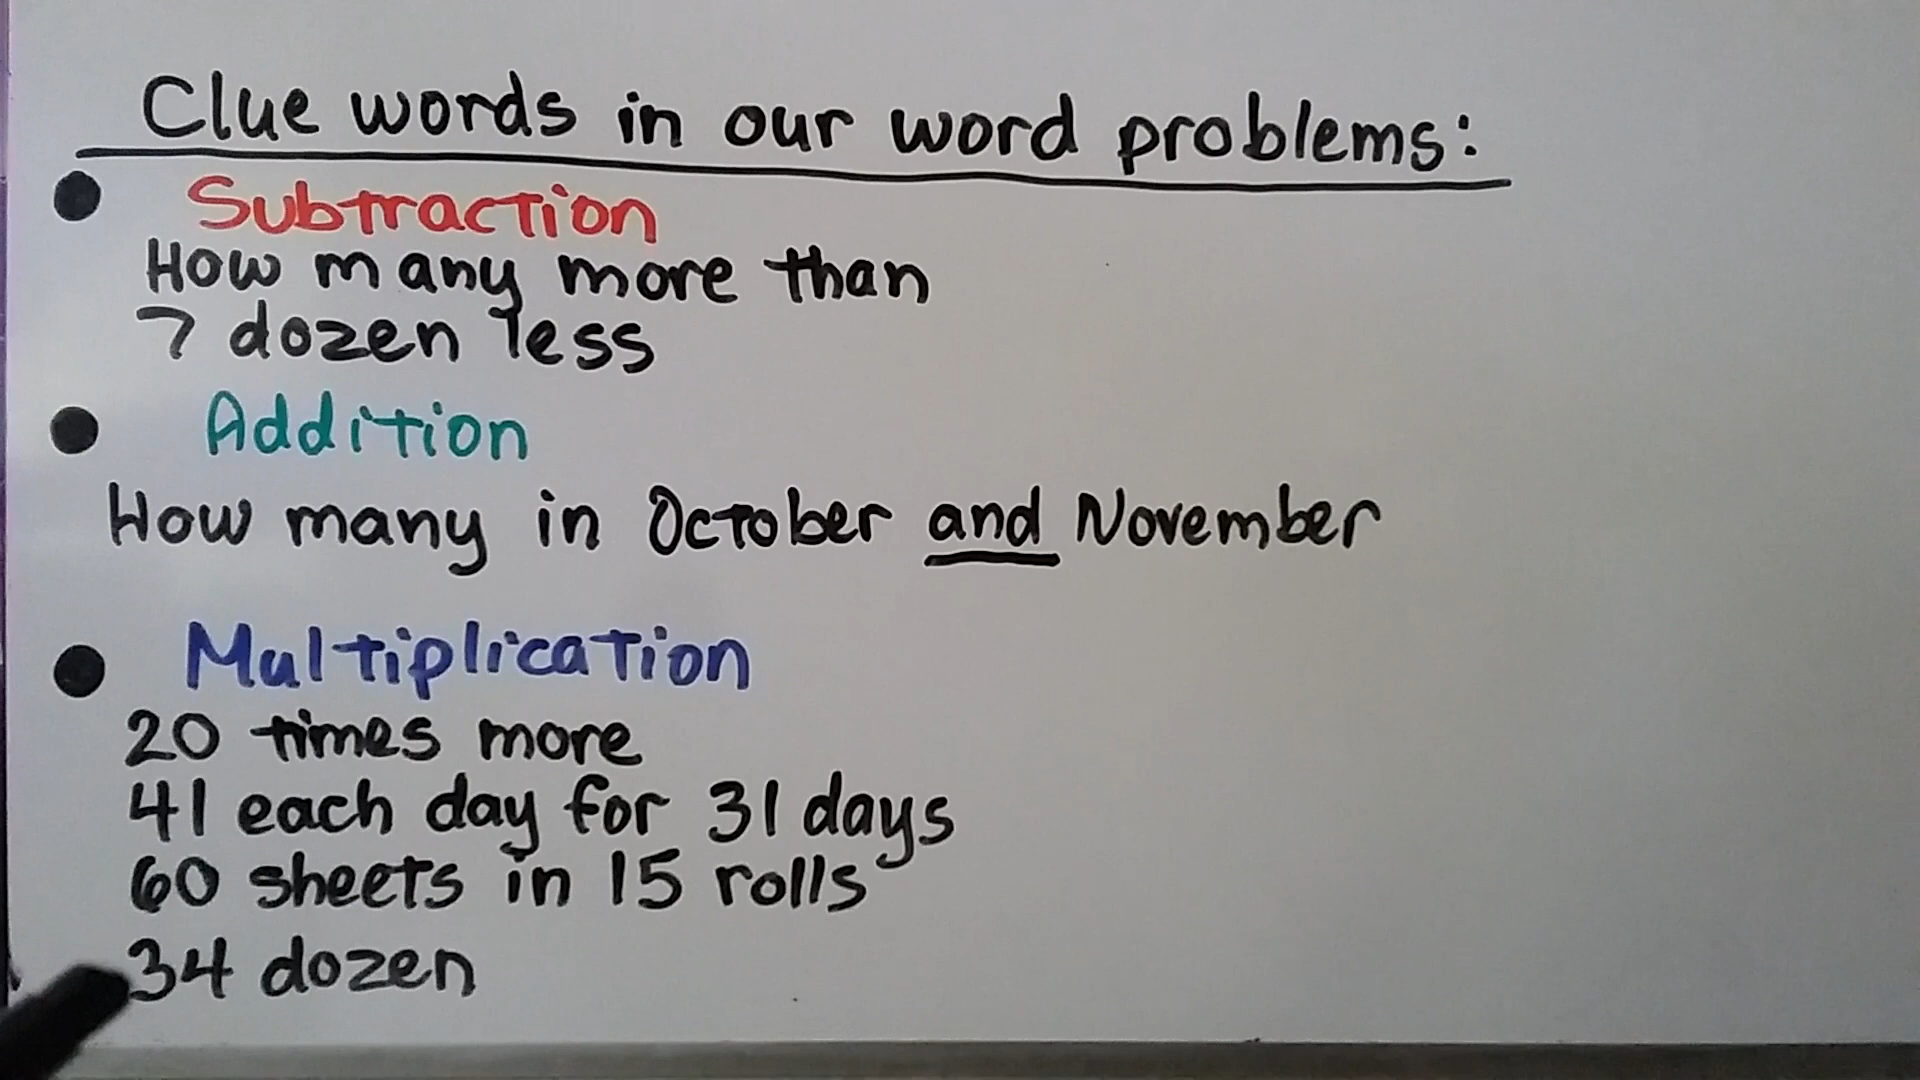 Clue words in our word problems:
Subtraction
How many more than
7 dozen less
Addition
How many in October and November
Multiplication
20 times more
41 each day for 31 days
60 sheets in 15 rolls
34 dozen